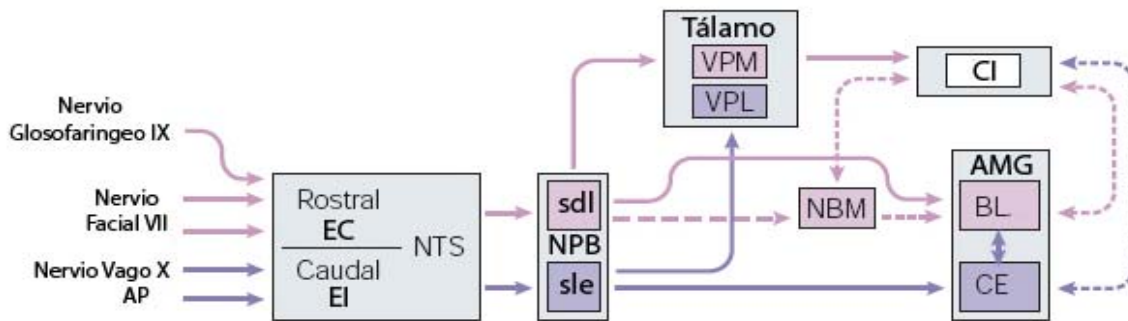 Tálamo
VPM
VPL
CI
Nervio
Glosofaringeo IX
Nervio
Facial VII
Nervio Vago X
AP
Rostral
EC
NTS
Caudal
EI
sdl
NPB
sle
NBM
AMG
BL
CE